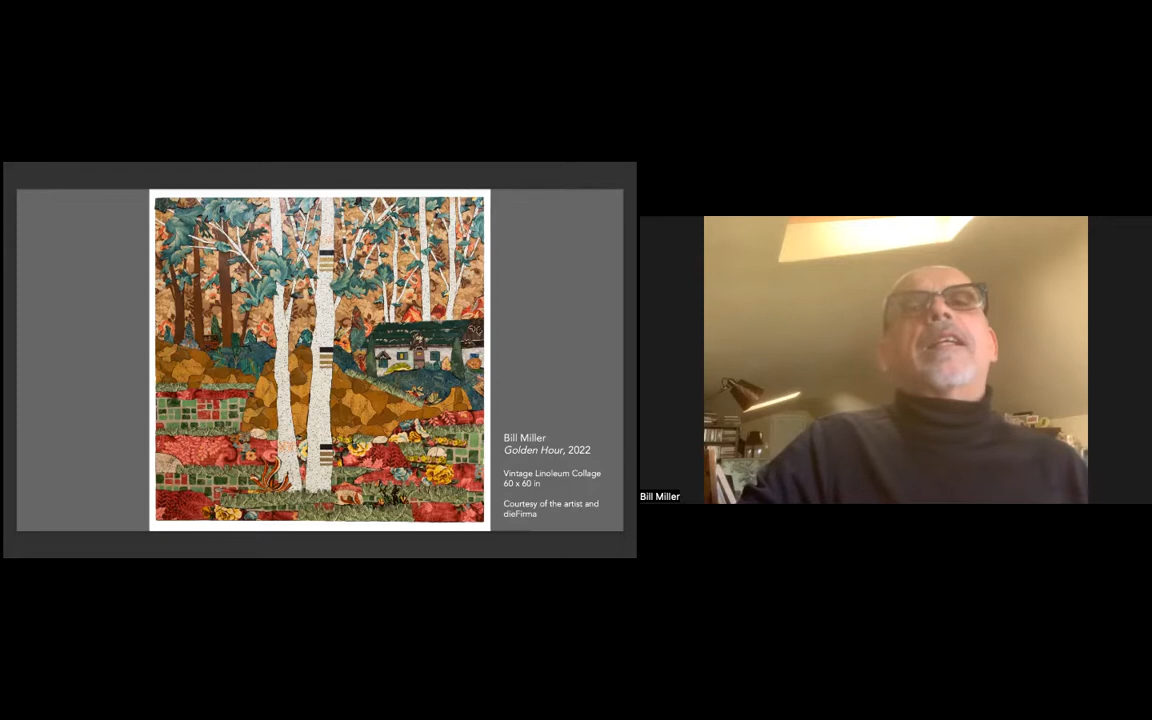 Bill Miller
Golden Hour, 2022
Vintage Linoleum Collage
60 x 60 in
Courtesy of the artist and
dieFirma
Bill Miller